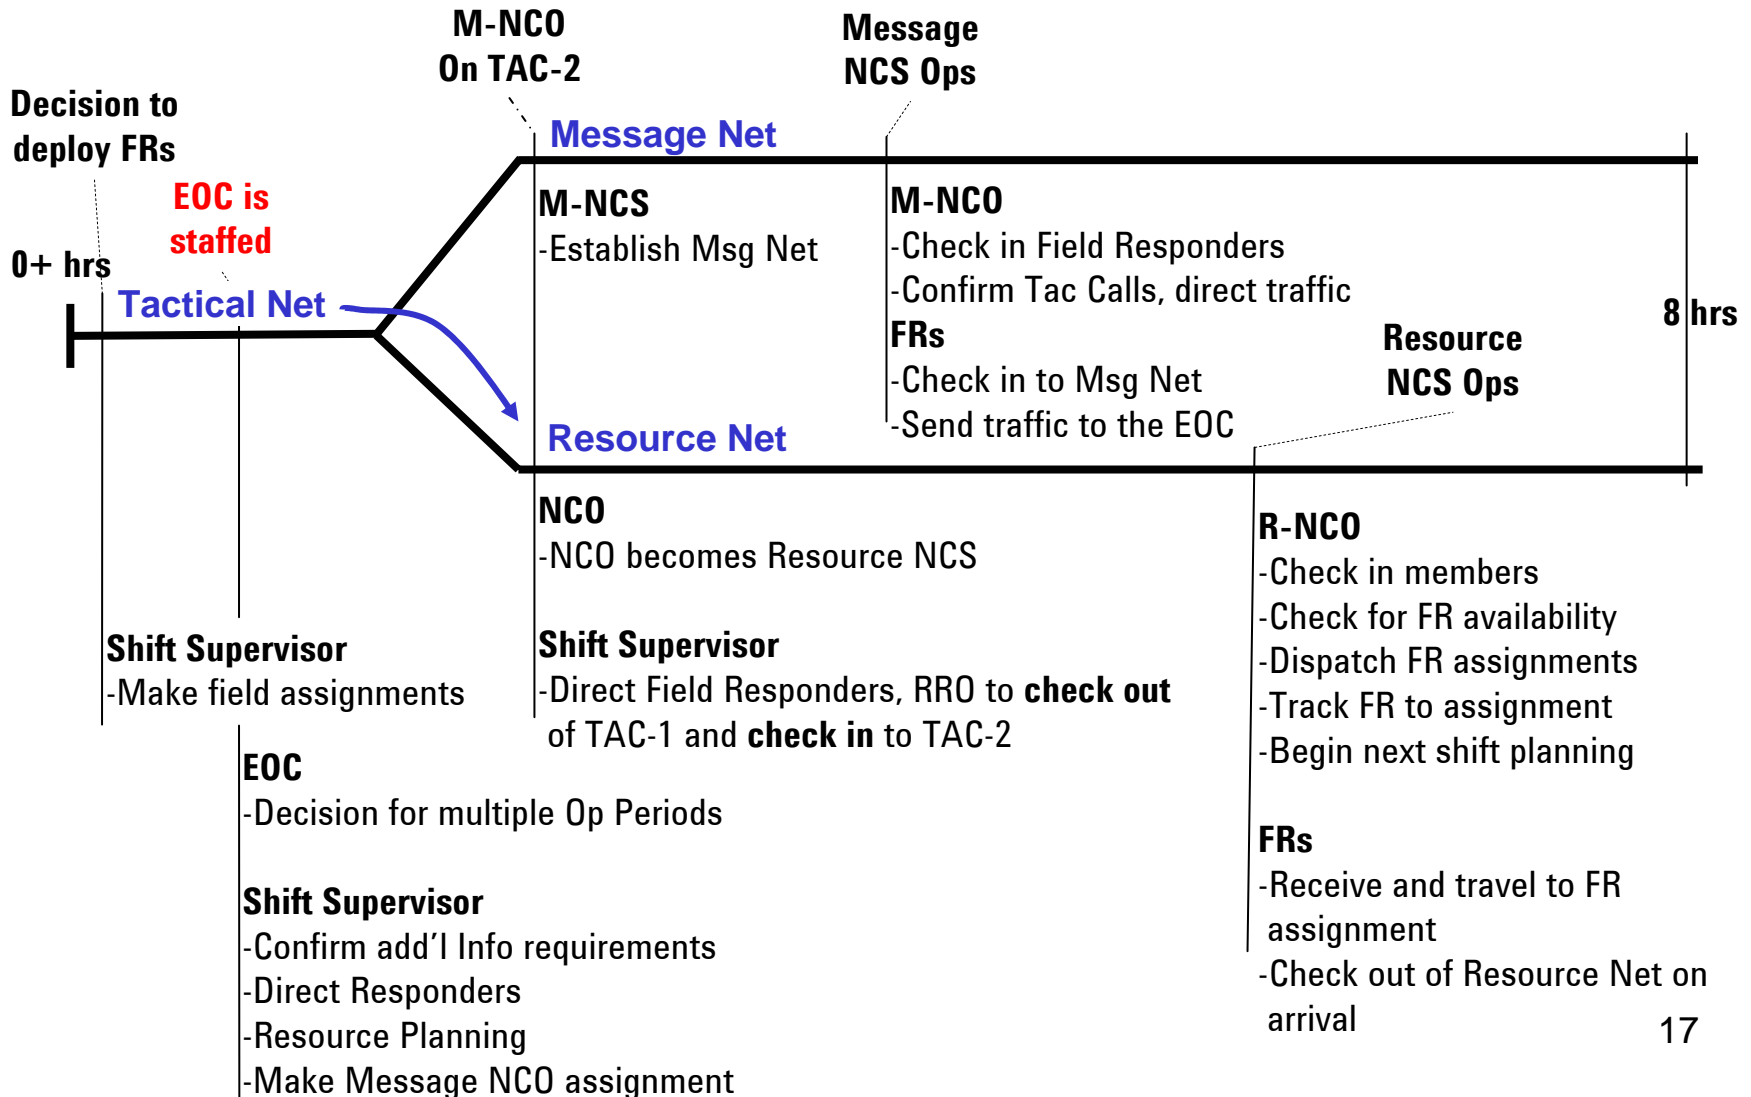 M-NCO
On TAC-2
Message
NCS Ops
Decision to
deploy FRs
EOC is
staffed
0+ hrs
Tactical Net
Message Net
M-NCS
-Establish Msg Net
M-NCO
-Check in Field Responders
-Confirm Tac Calls, direct traffic
FRs
-Check in to Msg Net
-Send traffic to the EOC
Resource
NCS Ops
8 hrs
Resource Net
NCO
-NCO becomes Resource NCS
Shift Supervisor
-Direct Field Responders, RRO to check out
of TAC-1 and check in to TAC-2
R-NCO
-Check in members
-Check for FR availability
-Dispatch FR assignments
-Track FR to assignment
-Begin next shift planning
FRs
-Receive and travel to FR
assignment
-Check out of Resource Net on
arrival
Shift Supervisor
-Make field assignments
EOC
-Decision for multiple Op Periods
Shift Supervisor
-Confirm add’l Info requirements
-Direct Responders
-Resource Planning
-Make Message NCO assignment
17